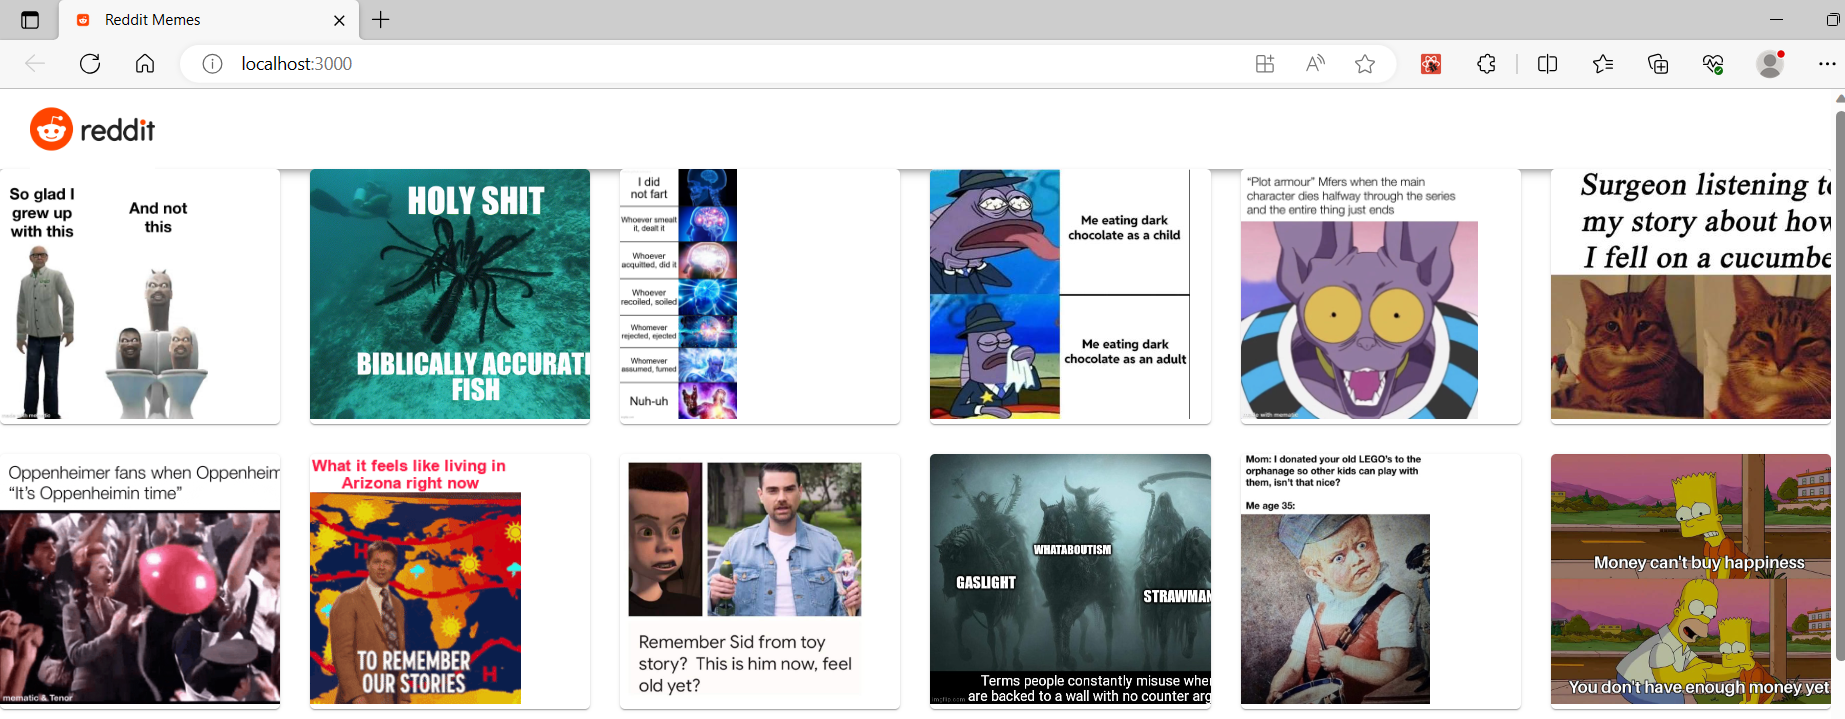 Reddit Memes
localhost:3000
reddit
So glad I
grew up
with this
And not
this
HOLY SHIT
BIBLICALLY ACCURAT
FISH
I did
not fart
Whoever smealt
it, dealt it
Whoever
acquitted, did it
Whoever
recoiled, soiled
Whomever
rejected, ejected
Whomever
assumed, fumed
Nuh-uh
Me eating dark
chocolate as a child
Me eating dark
chocolate as an adult
“Plot armour” Mfers when the main
character dies halfway through the series
and the entire thing just ends
made with mematic
Surgeon listening t
my story about how
I fell on a cucumbe
Oppenheimer fans when Oppenheim
“It's Oppenheimin time”
mematic & Tenor
What it feels like living in
Arizona right now
H
H
TO REMEMBER
OUR STORIES
Remember Sid from toy
story? This is him now, feel
old yet?
WHATABOUTISM
GASLIGHT
STRAWMAN
Terms people constantly misuse when
are backed to a wall with no counter arg
imgflip.com
Mom: I donated your old LEGO's to the
orphanage so other kids can play with
them, isn't that nice?
Me age 35:
Money can't buy happiness
You don't have enough money yet